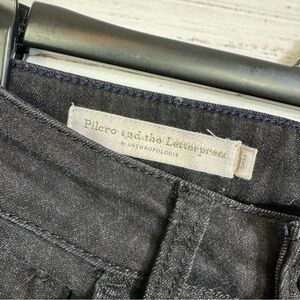 Pilcro and the Letterpress
BY ANTHROPOLOGIE